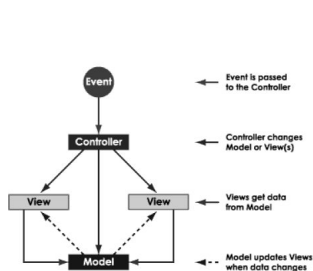 Event
Event is passed
to the Controller
Controller
Controller changes
Model or View(s)
View
View
Views get data
from Model
Model
Model updates Views
when data changes